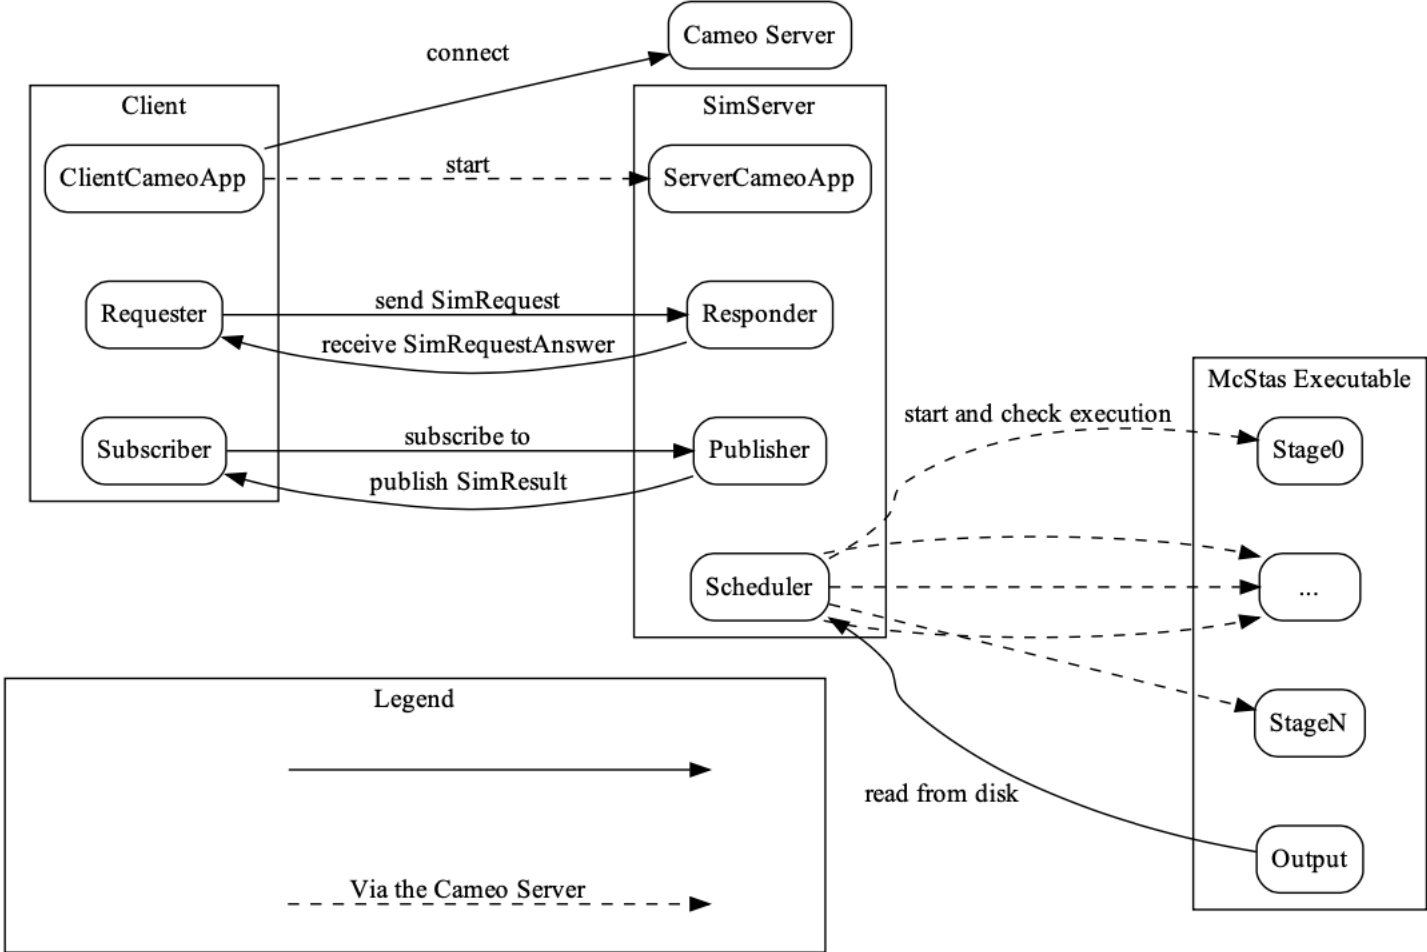 Cameo Server
connect
Client
SimServer
ClientCameoApp
start
ServerCameoApp
Requester
send SimRequest
Responder
receive SimRequestAnswer
McStas Executable
start and check execution
Subscriber
subscribe to
Publisher
Stage0
publish SimResult
Scheduler
...
Legend
StageN
read from disk
Output
Via the Cameo Server